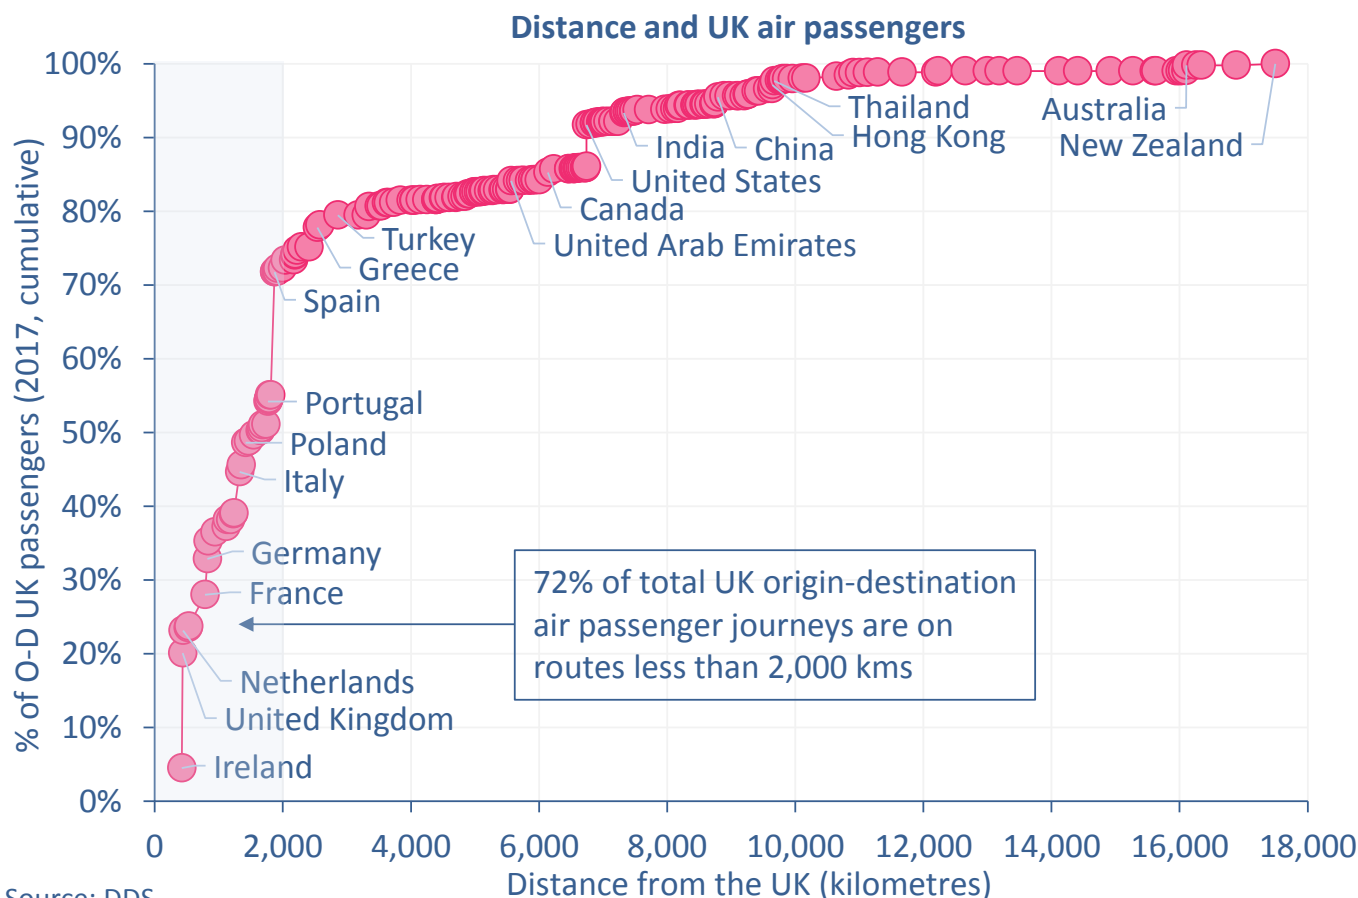 Distance and UK air passengers
% of O-D UK passengers (2017, cumulative)
100%
90%
80%
70%
60%
50%
40%
30%
20%
10%
0%
Thailand
Hong Kong
Australia
New Zealand
India
China
United States
Canada
United Arab Emirates
Turkey
Greece
Spain
Portugal
Poland
Italy
Germany
France
Netherlands
United Kingdom
Ireland
72% of total UK origin-destination
air passenger journeys are on
routes less than 2,000 kms
0
2,000
4,000
6,000
8,000
10,000
12,000
14,000
16,000
18,000
Distance from the UK (kilometres)
Source: DDS